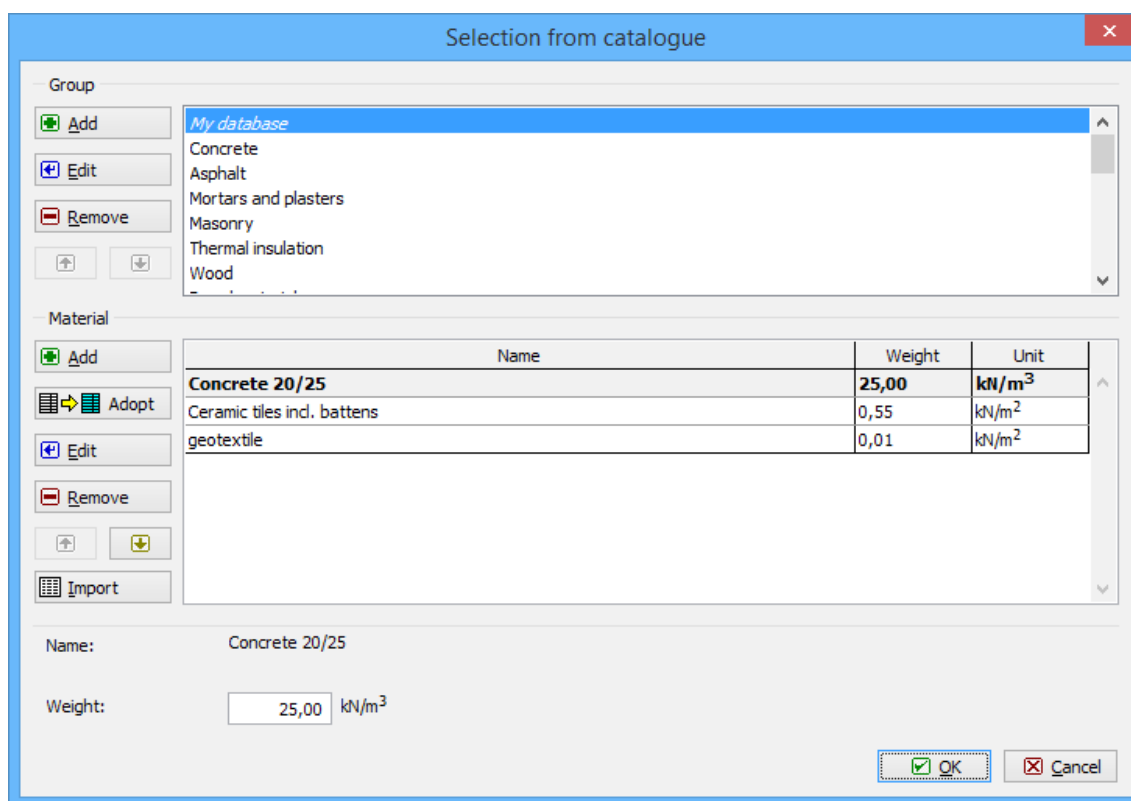 Selection from catalogue
Group
Add
My database
Concrete
Edit
Asphalt
Mortars and plasters
Remove
Masonry
Thermal insulation
Wood
Material
Add
Name Weight Unit
Concrete 20/25 25,00 kN/m³
Adopt
Ceramic tiles incl. battens 0,55 kN/m²
geotextile 0,01 kN/m²
Edit
Remove
Import
Name: Concrete 20/25
Weight: 25,00 kN/m³
OK Cancel